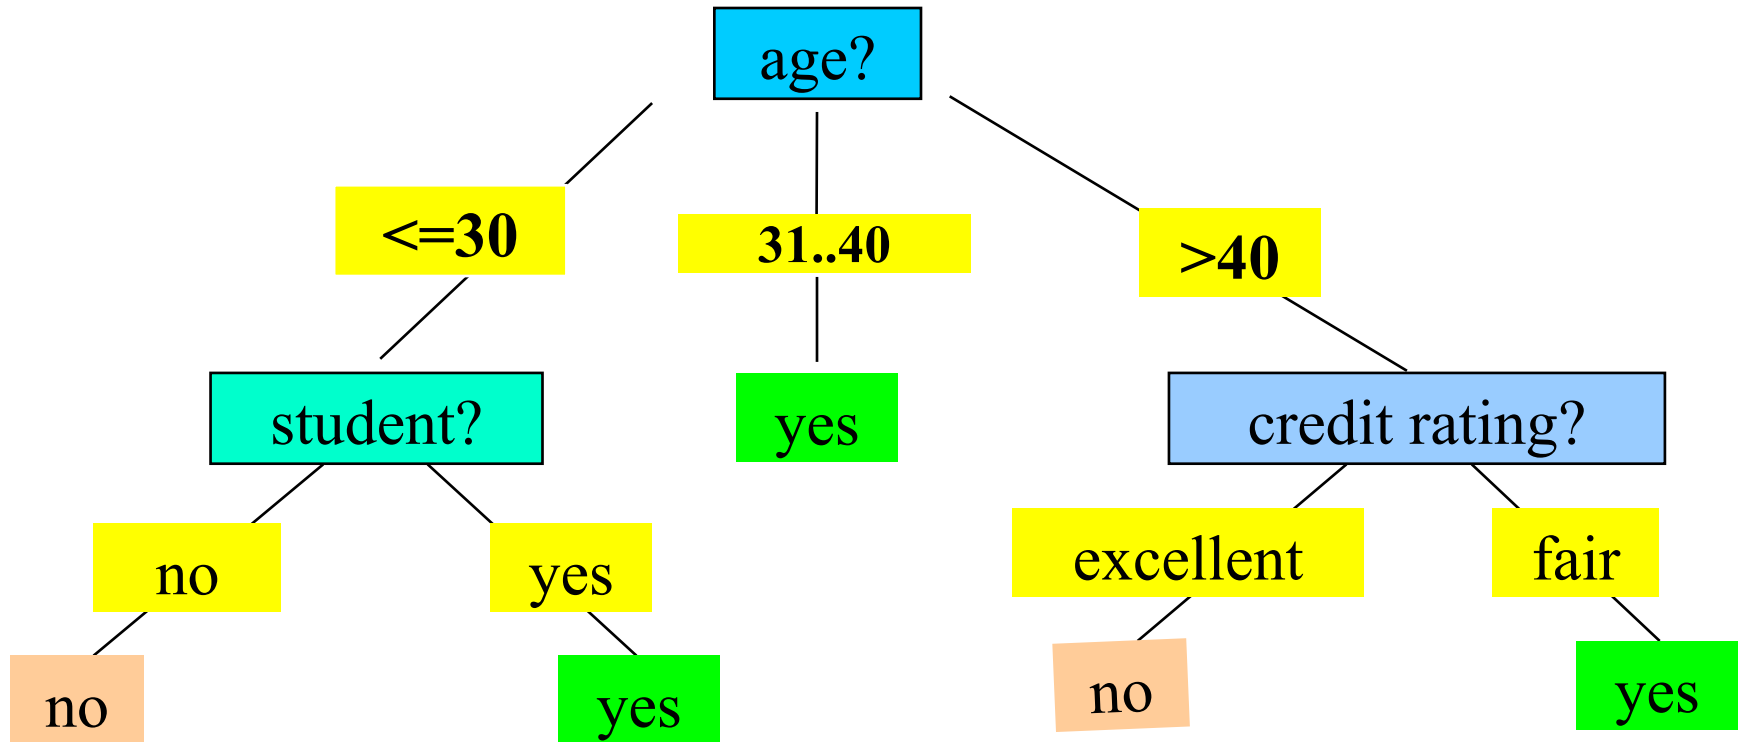 age?
<=30
31..40
>40
student?
yes
credit rating?
no
yes
excellent
fair
no
yes
no
yes